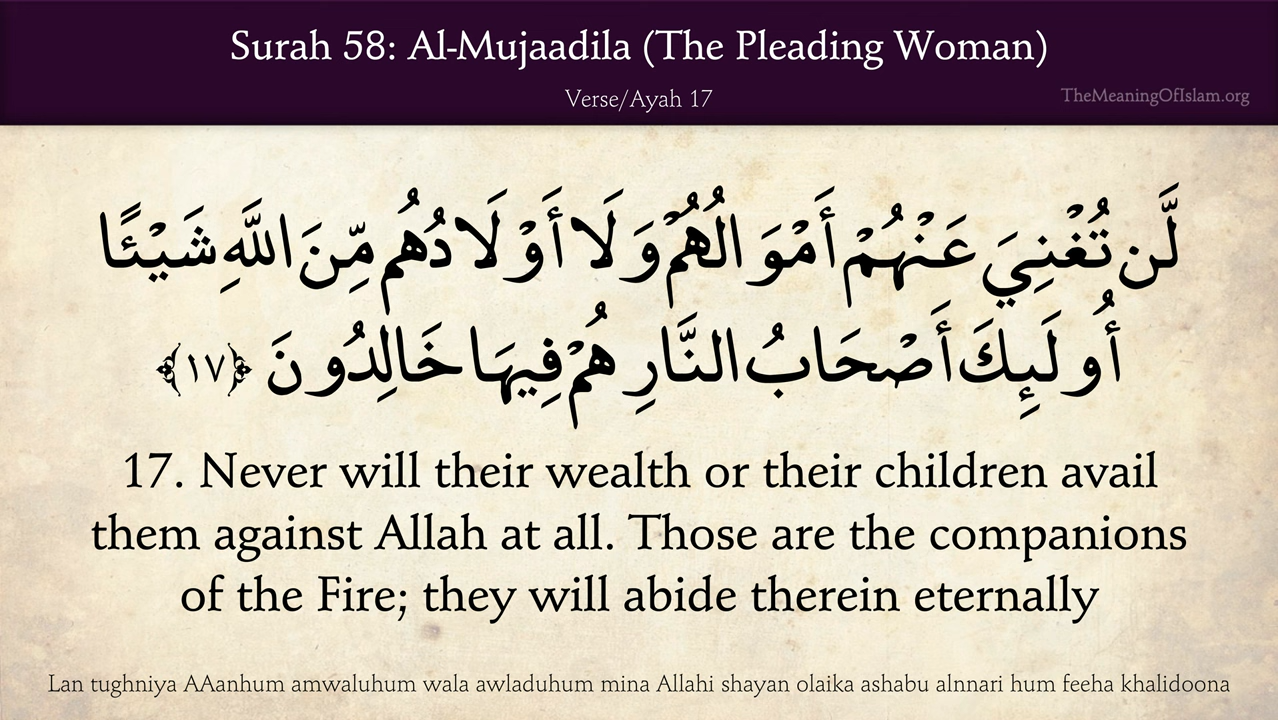 Surah 58: Al-Mujaadila (The Pleading Woman)
Verse/Ayah 17
TheMeaningOfIslam.org
لَّن تُغْنِيَ عَنْهُمْ أَمْوَالُهُمْ وَلَا أَوْلَادُهُم مِّنَ اللَّهِ شَيْئًا
أُولَٰئِكَ أَصْحَابُ النَّارِ هُمْ فِيهَا خَالِدُونَ ﴿١٧﴾
17. Never will their wealth or their children avail
them against Allah at all. Those are the companions
of the Fire; they will abide therein eternally
Lan tughniya AAanhum amwaluhum wala awladuhum mina Allahi shayan olaika ashabu alnnari hum feeha khalidoona